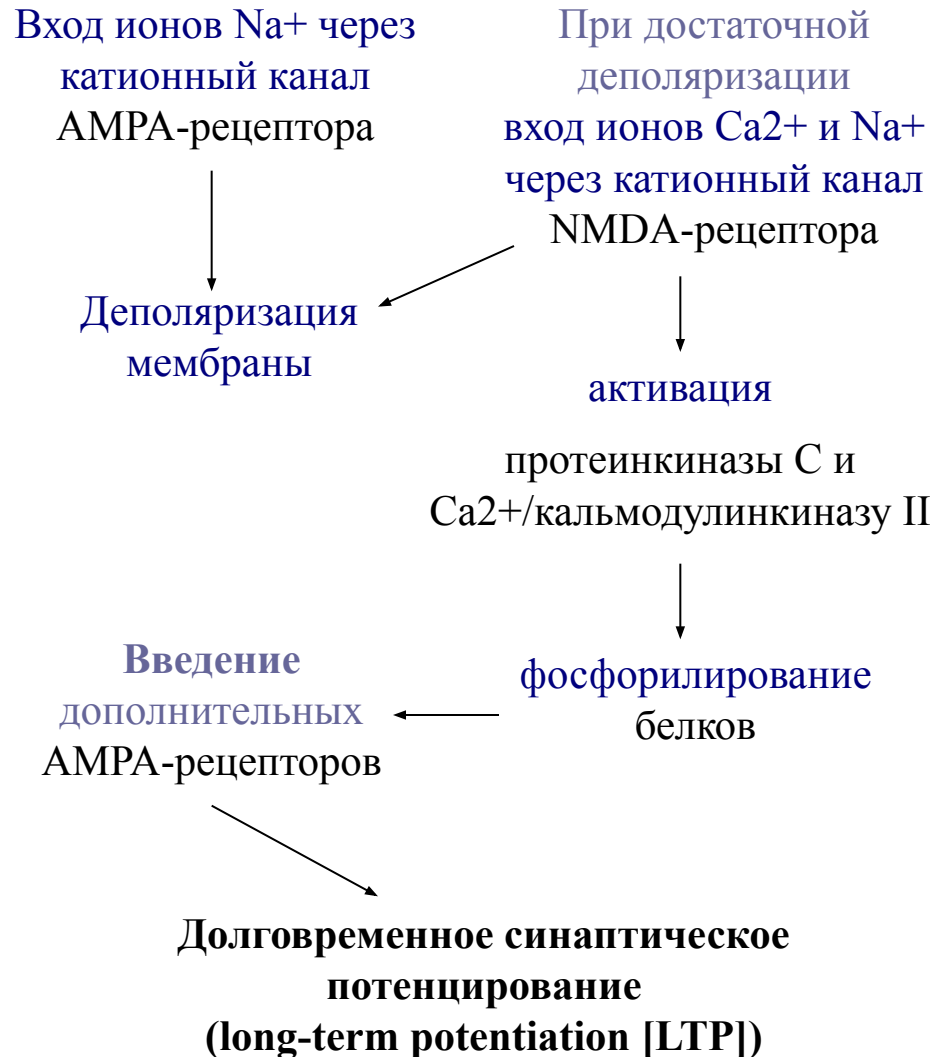 Вход ионов Na+ через
катионный канал
AMPA-рецептора
При достаточной
деполяризации
вход ионов Ca2+ и Na+
через катионный канал
NMDA-рецептора
Деполяризация
мембраны
активация
протеинкиназы С и
Ca2+/кальмодулинкиназу II
фосфорилирование
белков
Введение
дополнительных
AMPA-рецепторов
Долговременное синаптическое
потенцирование
(long-term potentiation [LTP])